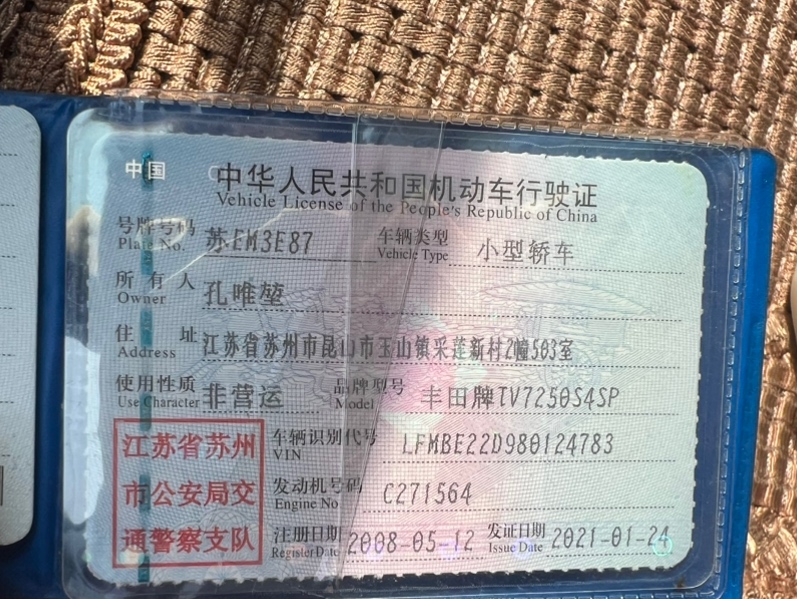 中国 中华人民共和国机动车行驶证
Vehicle License of the People's Republic of China
号牌号码 苏EM3E87 车辆类型 小型轿车
Plate No. Vehicle Type
所有人 孔唯堃
Owner
住址 江苏省苏州市昆山市玉山镇采莲新村2幢503室
Address
使用性质 非营运 品牌型号 丰田牌TV7250S4SP
Use Character Model
江苏省苏州 车辆识别代号 LFMBE22D980124783
VIN
市公安局交 发动机号码 C271564
Engine No
通警察支队 注册日期 2008-05-12 发证日期 2021-01-24
Register Date Issue Date